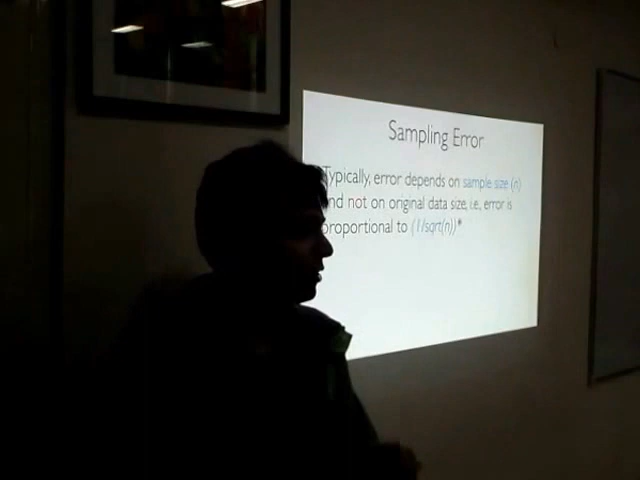 Sampling Error
Typically, error depends on sample size (n)
and not on original data size, i.e., error is
proportional to (1/sqrt(n))*